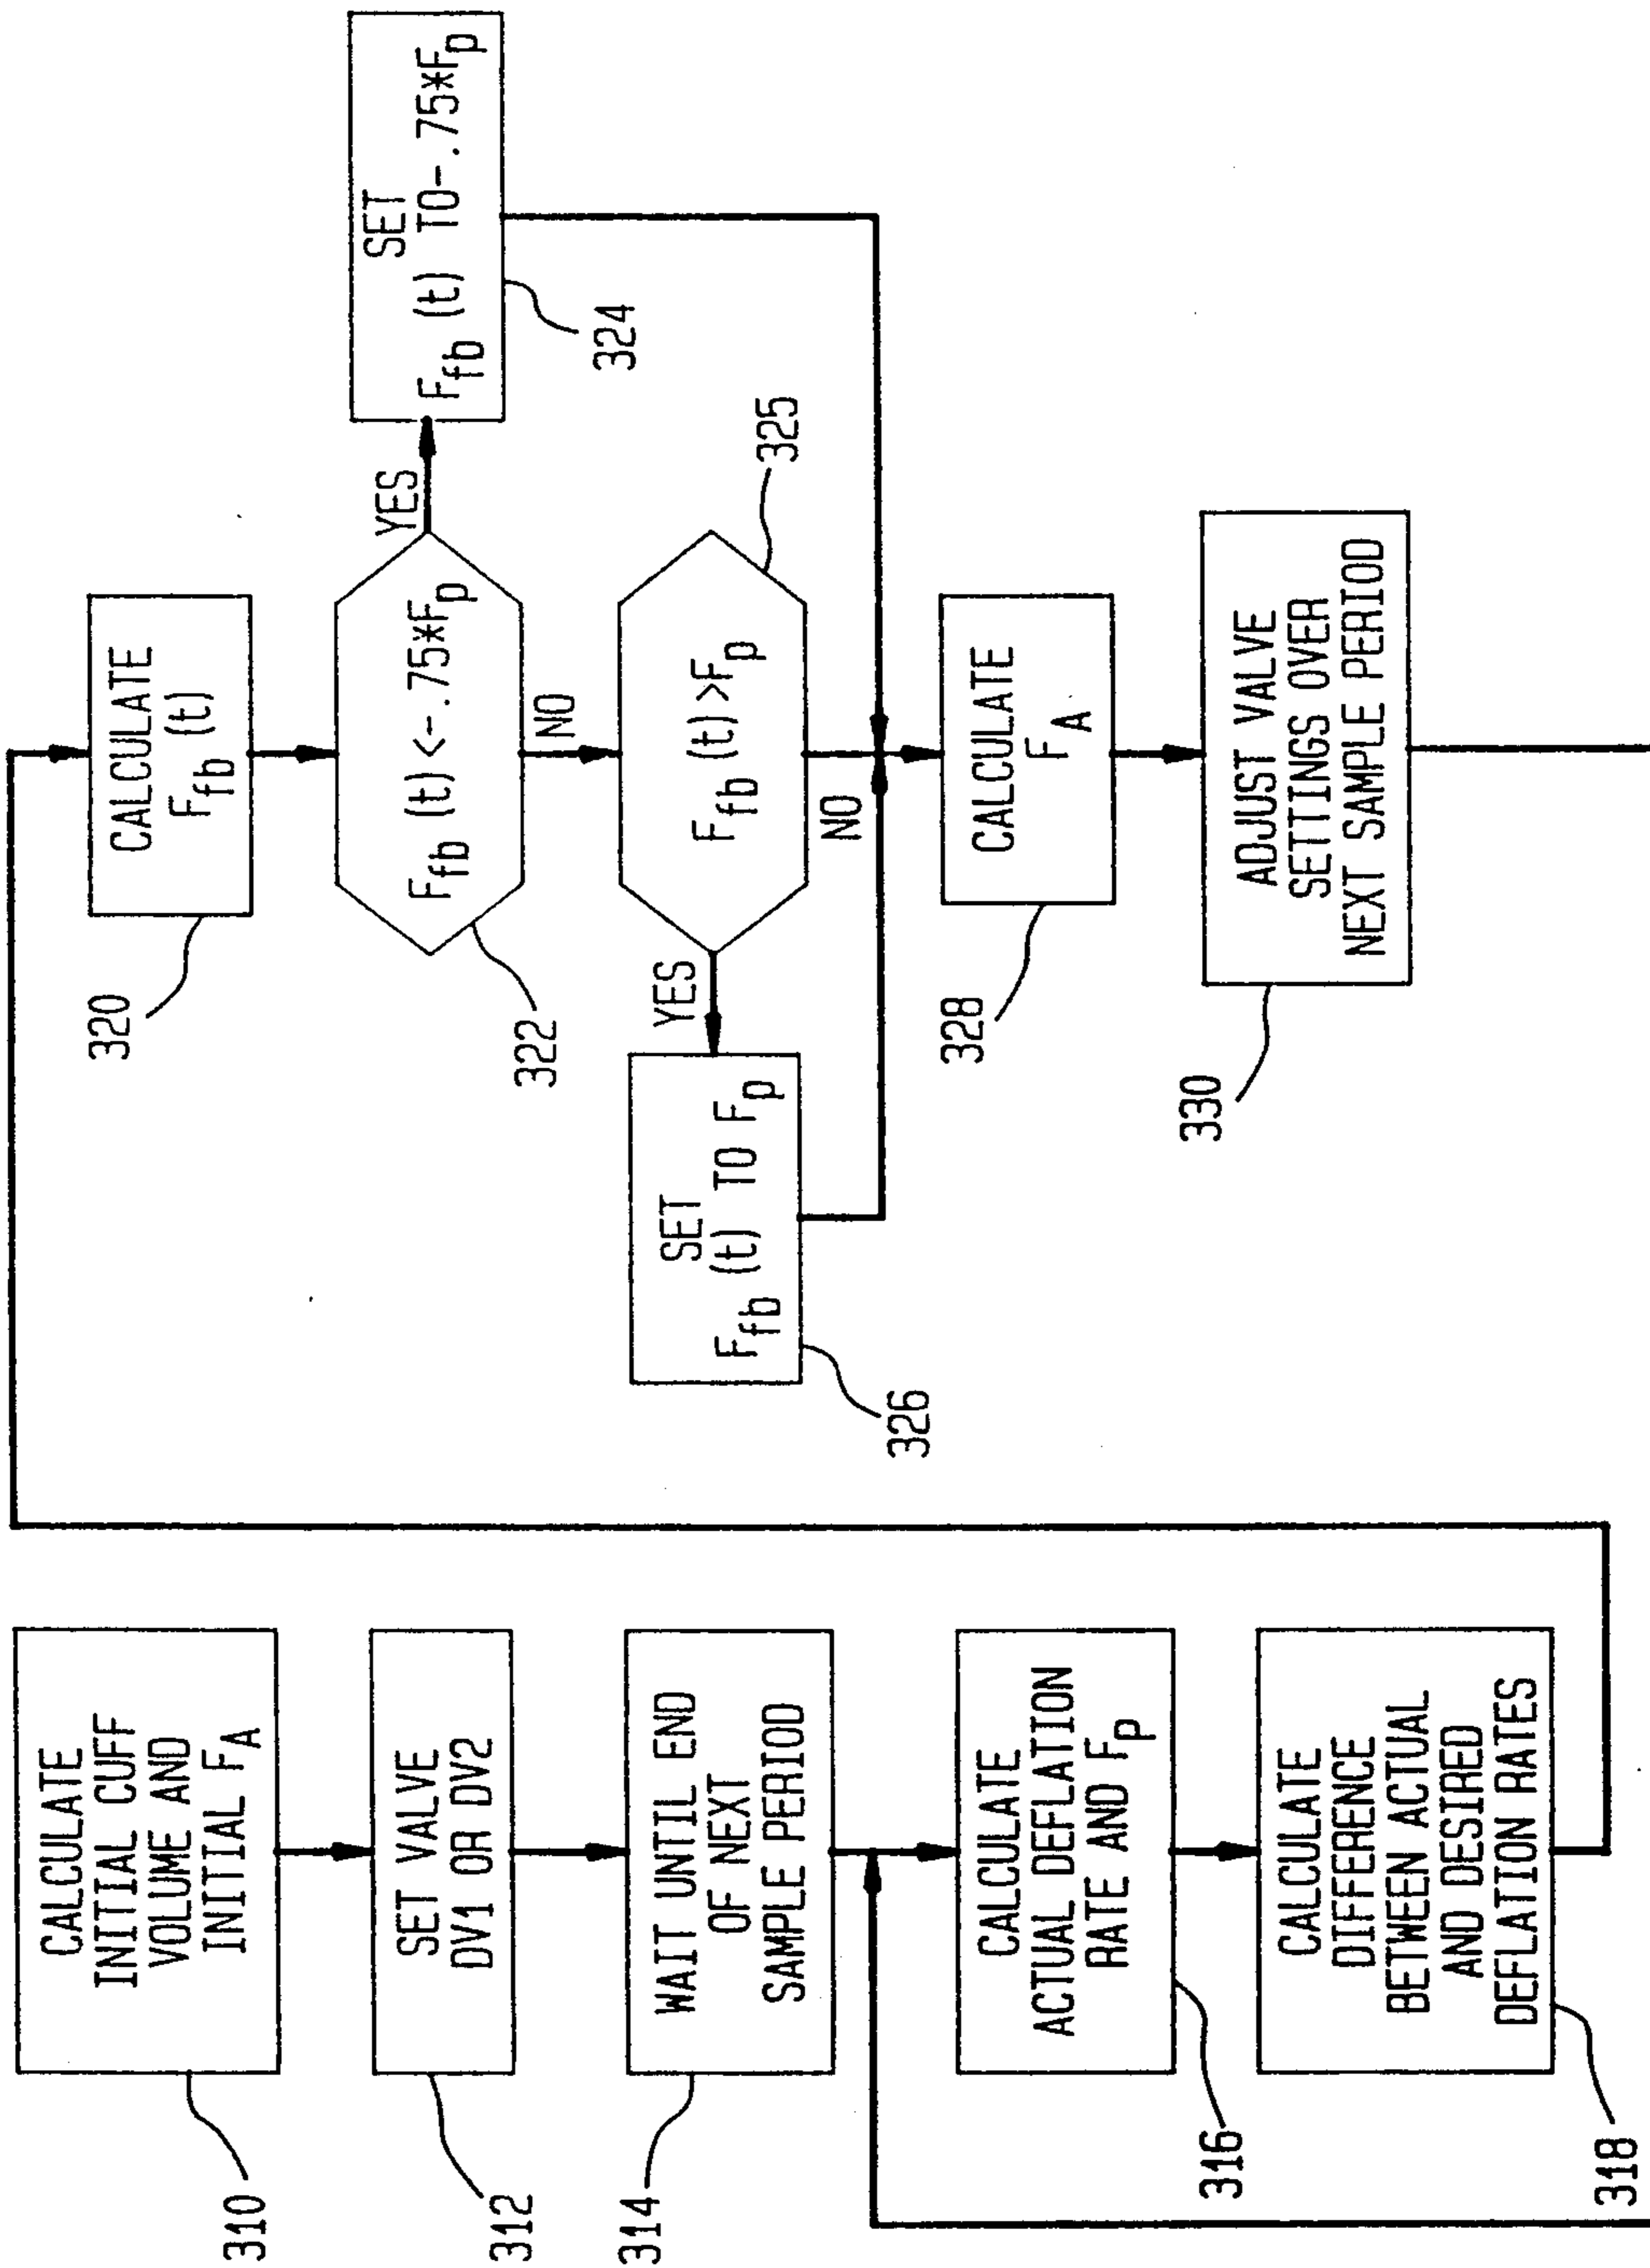 CALCULATE
INITIAL CUFF
VOLUME AND
INITIAL F_A
310
SET VALVE
DV1 OR DV2
312
WAIT UNTIL END
OF NEXT
SAMPLE PERIOD
314
CALCULATE
ACTUAL DEFLATION
RATE AND F_p
316
CALCULATE
DIFFERENCE
BETWEEN ACTUAL
AND DESIRED
DEFLATION RATES
318
CALCULATE
F_fb (t)
320
F_fb (t) <-.75*F_p
322
YES
SET
F_fb (t) TO-.75*F_p
324
NO
F_fb (t) >F_p
325
YES
SET
F_fb (t) TO F_p
326
NO
CALCULATE
F_A
328
ADJUST VALVE
SETTINGS OVER
NEXT SAMPLE PERIOD
330